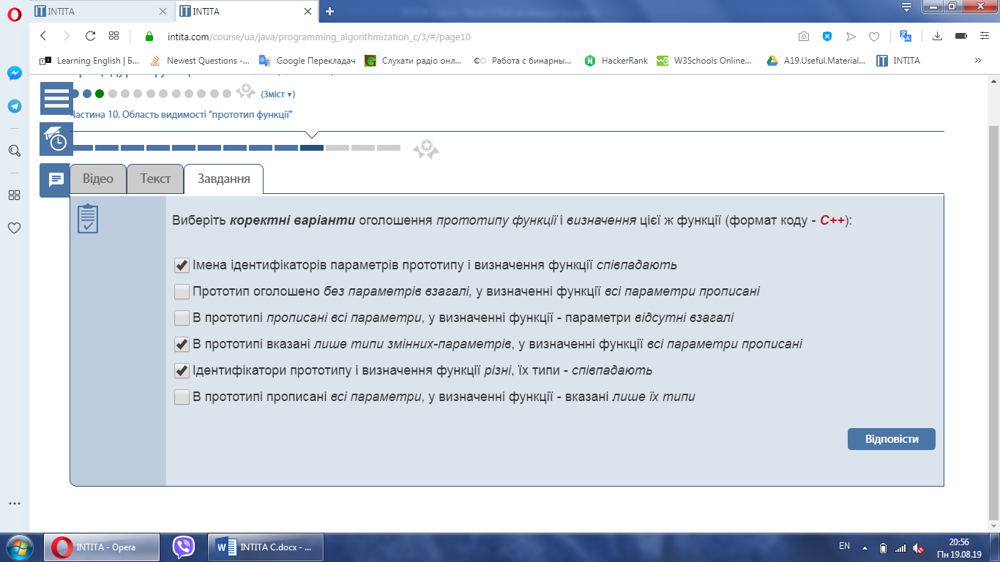 INTITA
INTITA
intita.com/course/ua/java/programming_algorithmization_c/3/#/page10
Learning English | Б...
Newest Questions -...
Google Перекладач
Слухати радіо онл...
Работа с бинарны...
HackerRank
W3Schools Online...
A19.Useful.Material...
INTITA
(Зміст ▾)
Частина 10. Область видимості “прототип функції”
Відео
Текст
Завдання
Виберіть коректні варіанти оголошення прототипу функції і визначення цієї ж функції (формат коду - C++):
Імена ідентифікаторів параметрів прототипу і визначення функції співпадають
Прототип оголошено без параметрів взагалі, у визначенні функції всі параметри прописані
В прототипі прописані всі параметри, у визначенні функції - параметри відсутні взагалі
В прототипі вказані лише типи змінних-параметрів, у визначенні функції всі параметри прописані
Ідентифікатори прототипу і визначення функції різні, їх типи - співпадають
В прототипі прописані всі параметри, у визначенні функції - вказані лише їх типи
Відповісти
INTITA - Opera
INTITA C.docx - ...
EN
20:56
Пн 19.08.19